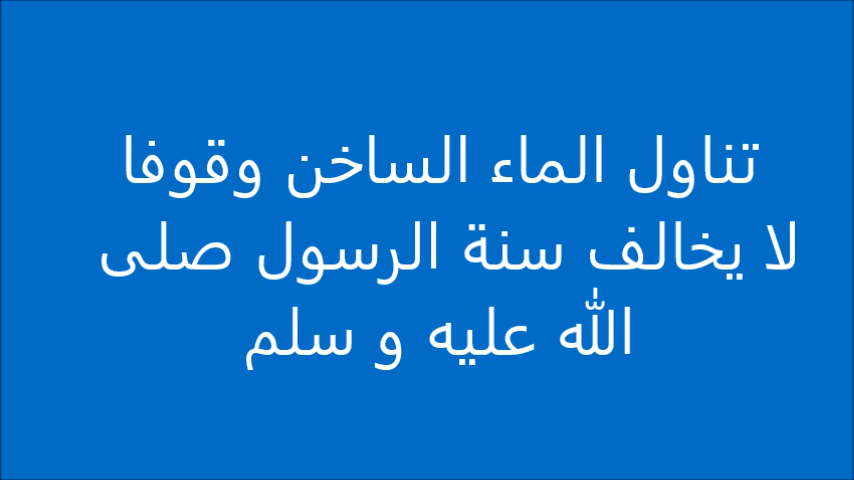 تناول الماء الساخن وقوفا
لا يخالف سنة الرسول صلى
الله عليه و سلم